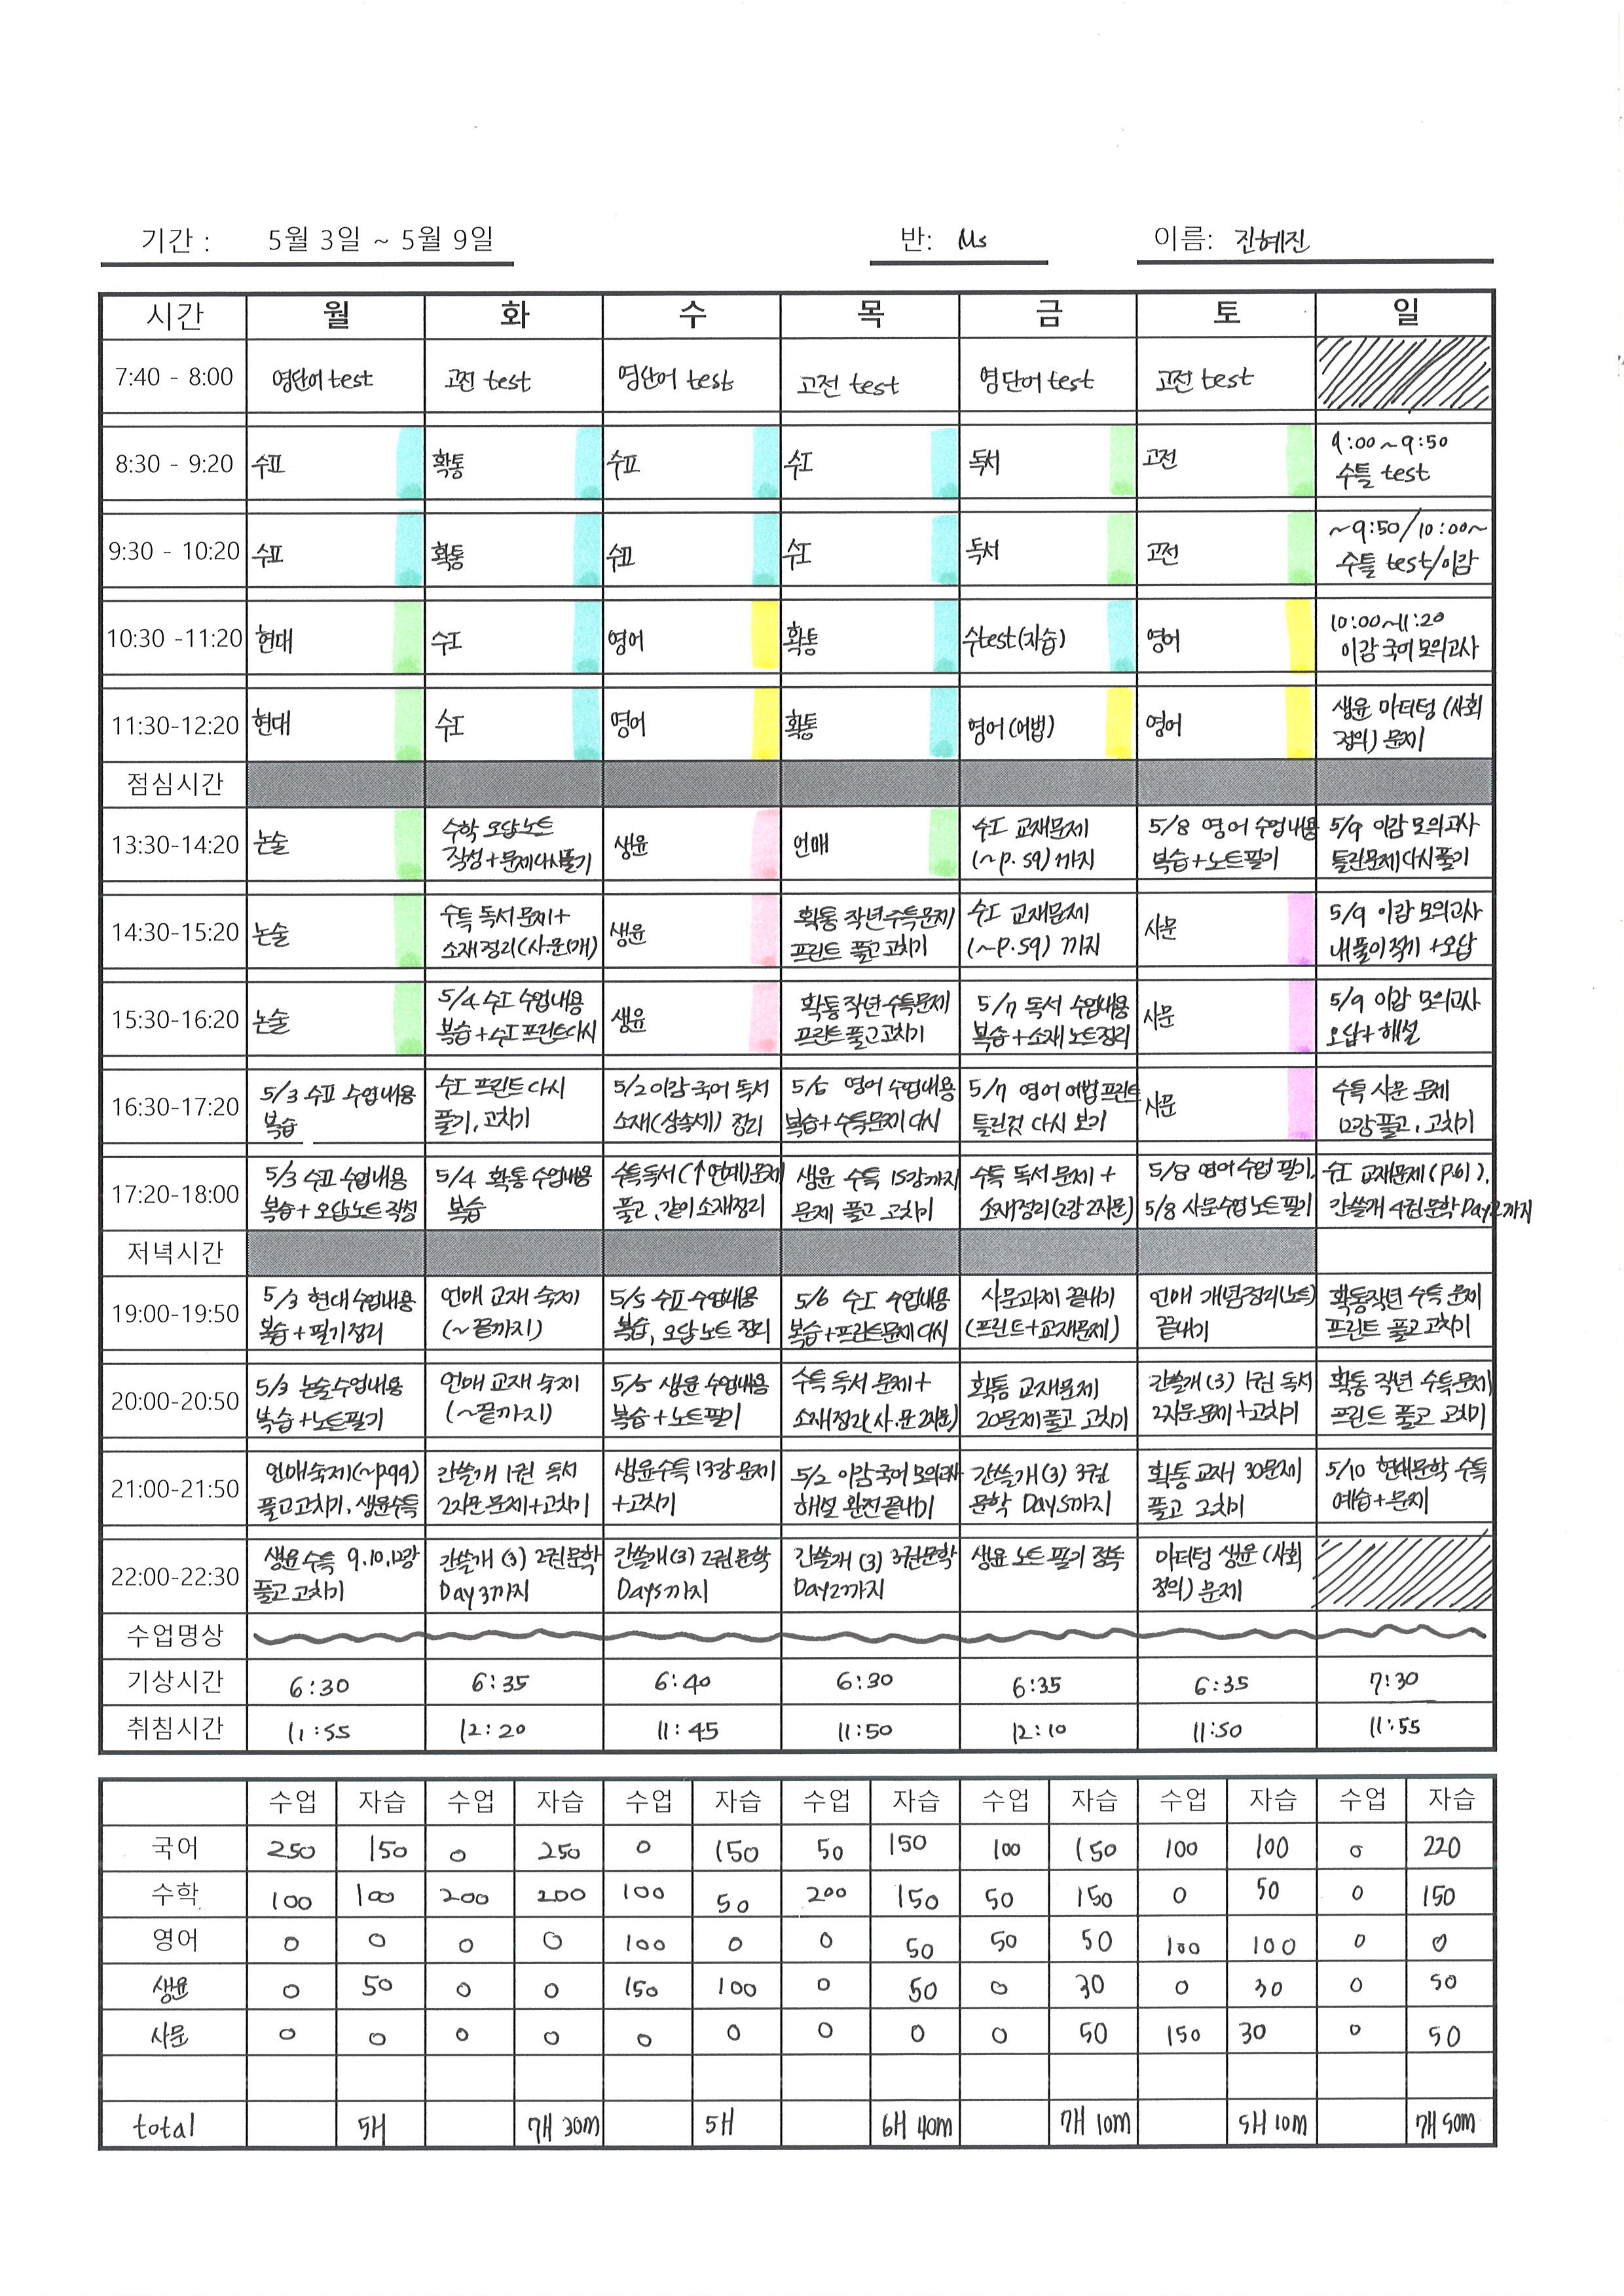 기간 : 5월 3일 ~ 5월 9일 반: Ms 이름: 진혜진
시간 월 화 수 목 금 토 일
7:40 - 8:00 영단어 test 고전 test 영단어 test 고전 test 영단어 test 고전 test
8:30 - 9:20 수Ⅱ 확통 수Ⅱ 수Ⅰ 독서 고전 9:00~9:50
수틀 test
9:30 - 10:20 수Ⅱ 확통 수Ⅱ 수Ⅰ 독서 고전 ~9:50/10:00~
수틀 test/이감
10:30 -11:20 현대 수Ⅰ 영어 확통 수test(자습) 영어 10:00~11:20
이감 국어 모의고사
11:30-12:20 현대 수Ⅰ 영어 확통 영어(어법) 영어 생윤 마더텅 (사회
정의) 문제
점심시간
13:30-14:20 논술 수학 오답노트 생윤 언매 수Ⅰ 교재문제 5/8 영어 수업내용 5/9 이감 모의고사
작성+문제다시풀기 (~p.59)까지 복습+노트필기 틀린문제다시풀기
14:30-15:20 논술 수특 독서 문제+ 생윤 확통 작년수특문제 수Ⅰ 교재문제 사문 5/9 이감 모의고사
소재정리(사.문1개) 프린트 풀고고치기 (~p.59) 까지 내풀이적기 +오답
15:30-16:20 논술 5/4 수Ⅰ 수업내용 생윤 확통작년수특문제 5/7 독서 수업내용 사문 5/9 이감 모의고사
복습+수Ⅰ프린트다시 프린트풀고고치기 복습+소재노트정리 오답+해설
16:30-17:20 5/3 수Ⅱ 수업내용 수Ⅰ 프린트 다시 5/2 이감 국어 독서 5/5 영어 수업내용 5/7 영어 어법프린트 사문 수특 사문 문제
복습 풀기, 고치기 소재(상속세) 정리 복습+수특문제다시 틀린것 다시 보기 12강풀고, 고치기
17:20-18:00 5/3 수Ⅱ 수업내용 5/4 확통 수업내용 수특독서(↑연계)문제 생윤 수특 15강까지 수특 독서 문제 + 5/8 영어수업 필기, 수Ⅰ 교재문제(p.61),
복습+오답노트 작성 복습 풀고, 같이소재정리 문제 풀고 고치기 소재정리(2강 2지문) 5/8 사문수업노트필기 간쓸개 4권문학Day2까지
저녁시간
19:00-19:50 5/3 현대수업내용 언매 교재 숙제 5/5 수Ⅱ 수업내용 5/6 수Ⅰ 수업내용 사문과제 끝내기 언매 개념정리(노트) 확통작년 수특 문제
복습+필기정리 (~끝까지) 복습, 오답노트 정리 복습+프린트문제다시 (프린트+교재문제) 끝내기 프린트 풀고고치기
20:00-20:50 5/3 논술수업내용 언매 교재 숙제 5/5 생윤 수업내용 수특 독서 문제+ 확통 교재문제 간쓸개(3) 1권 독서 확통 작년 수특문제
복습+노트필기 (~끝까지) 복습+노트필기 소재정리(사.문 2지문) 20문제풀고 고치기 2지문문제+고치기 프린트 풀고 고치기
21:00-21:50 언매숙제(~p99) 간쓸개 1권 독서 생윤수특 13강 문제 5/2 이감국어 모의고사 간쓸개(3) 3권 확통 교재 30문제 5/10 현대문학 수특
풀고고치기, 생윤수특 2지문문제+고치기 +고치기 해설 완전끝내기 문학 Day5까지 풀고 고치기 예습+문제
22:00-22:30 생윤수특 9,10,12강 간쓸개(3) 2권문학 간쓸개(3) 2권문학 간쓸개(3) 3권문학 생윤 노트 필기 정독 마더텅 생윤 (사회
풀고고치기 Day3까지 Day5까지 Day2까지 정의) 문제
수업명상
기상시간 6:30 6:35 6:40 6:30 6:35 6:35 7:30
취침시간 11:55 12:20 11:45 11:50 12:10 11:50 11:55
수업 자습 수업 자습 수업 자습 수업 자습 수업 자습 수업 자습 수업 자습
국어 250 150 0 250 0 150 50 150 100 150 100 100 0 220
수학 100 100 200 200 100 50 200 150 50 150 0 50 0 150
영어 0 0 0 0 100 0 0 50 50 50 100 100 0 0
생윤 0 50 0 0 150 100 0 50 0 30 0 30 0 50
사문 0 0 0 0 0 0 0 0 0 50 150 30 0 50
total 5H 7H 30m 5H 6H 40m 7H 10m 5H 10m 7H 50m